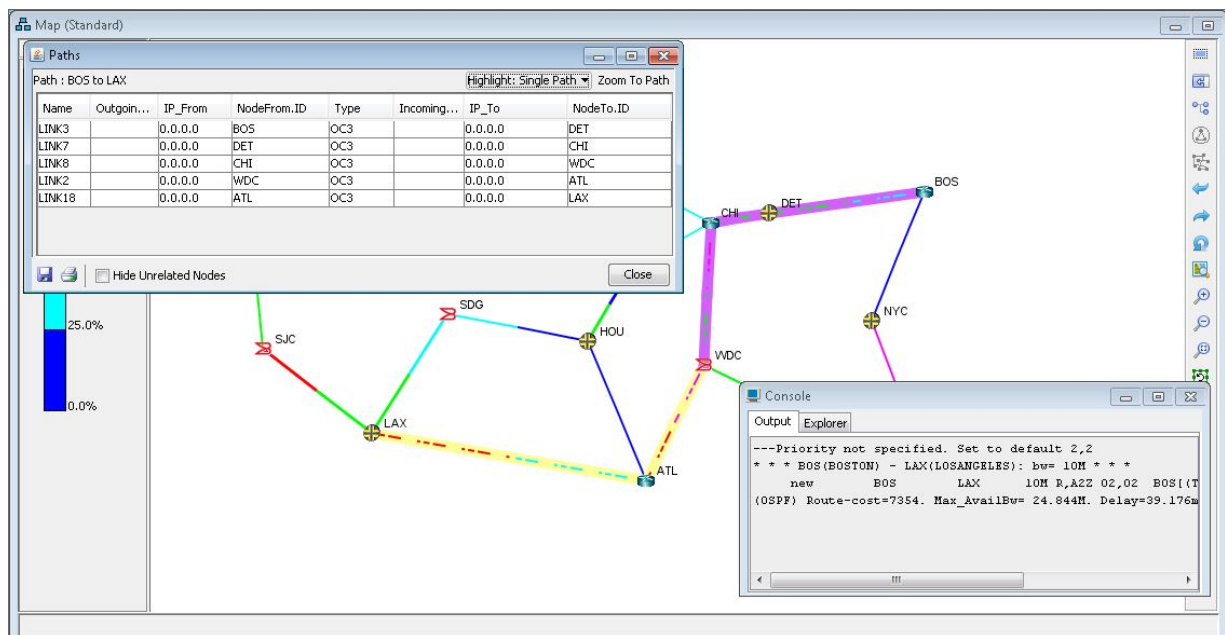 Map (Standard)
Paths
Path : BOS to LAX
Highlight: Single Path
Zoom To Path
Name Outgoin... IP_From NodeFrom.ID Type Incoming... IP_To NodeTo.ID
LINK3 0.0.0.0 BOS OC3 0.0.0.0 DET
LINK7 0.0.0.0 DET OC3 0.0.0.0 CHI
LINK8 0.0.0.0 CHI OC3 0.0.0.0 WDC
LINK2 0.0.0.0 WDC OC3 0.0.0.0 ATL
LINK18 0.0.0.0 ATL OC3 0.0.0.0 LAX
Hide Unrelated Nodes
Close
BOS
DET
CHI
SDG
NYC
25.0%
HOU
SJC
WDC
0.0%
LAX
ATL
Console
Output Explorer
---Priority not specified. Set to default 2,2
* * * BOS(BOSTON) - LAX(LOSANGELES): bw= 10M * * *
new BOS LAX 10M R,A2Z 02,02 BOS[(T
(OSPF) Route-cost=7354. Max_AvailBw= 24.844M. Delay=39.176m